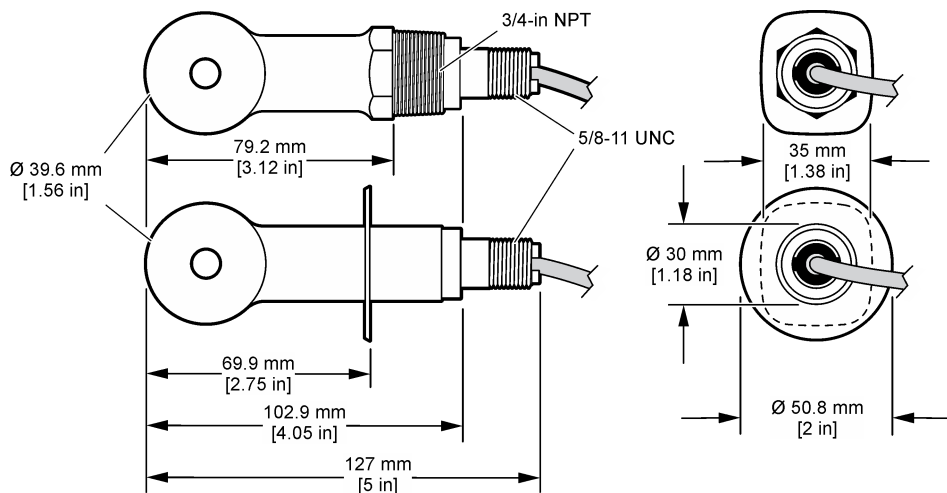 3/4-in NPT
5/8-11 UNC
79.2 mm
[3.12 in]
Ø 39.6 mm
[1.56 in]
69.9 mm
[2.75 in]
102.9 mm
[4.05 in]
127 mm
[5 in]
35 mm
[1.38 in]
Ø 30 mm
[1.18 in]
Ø 50.8 mm
[2 in]